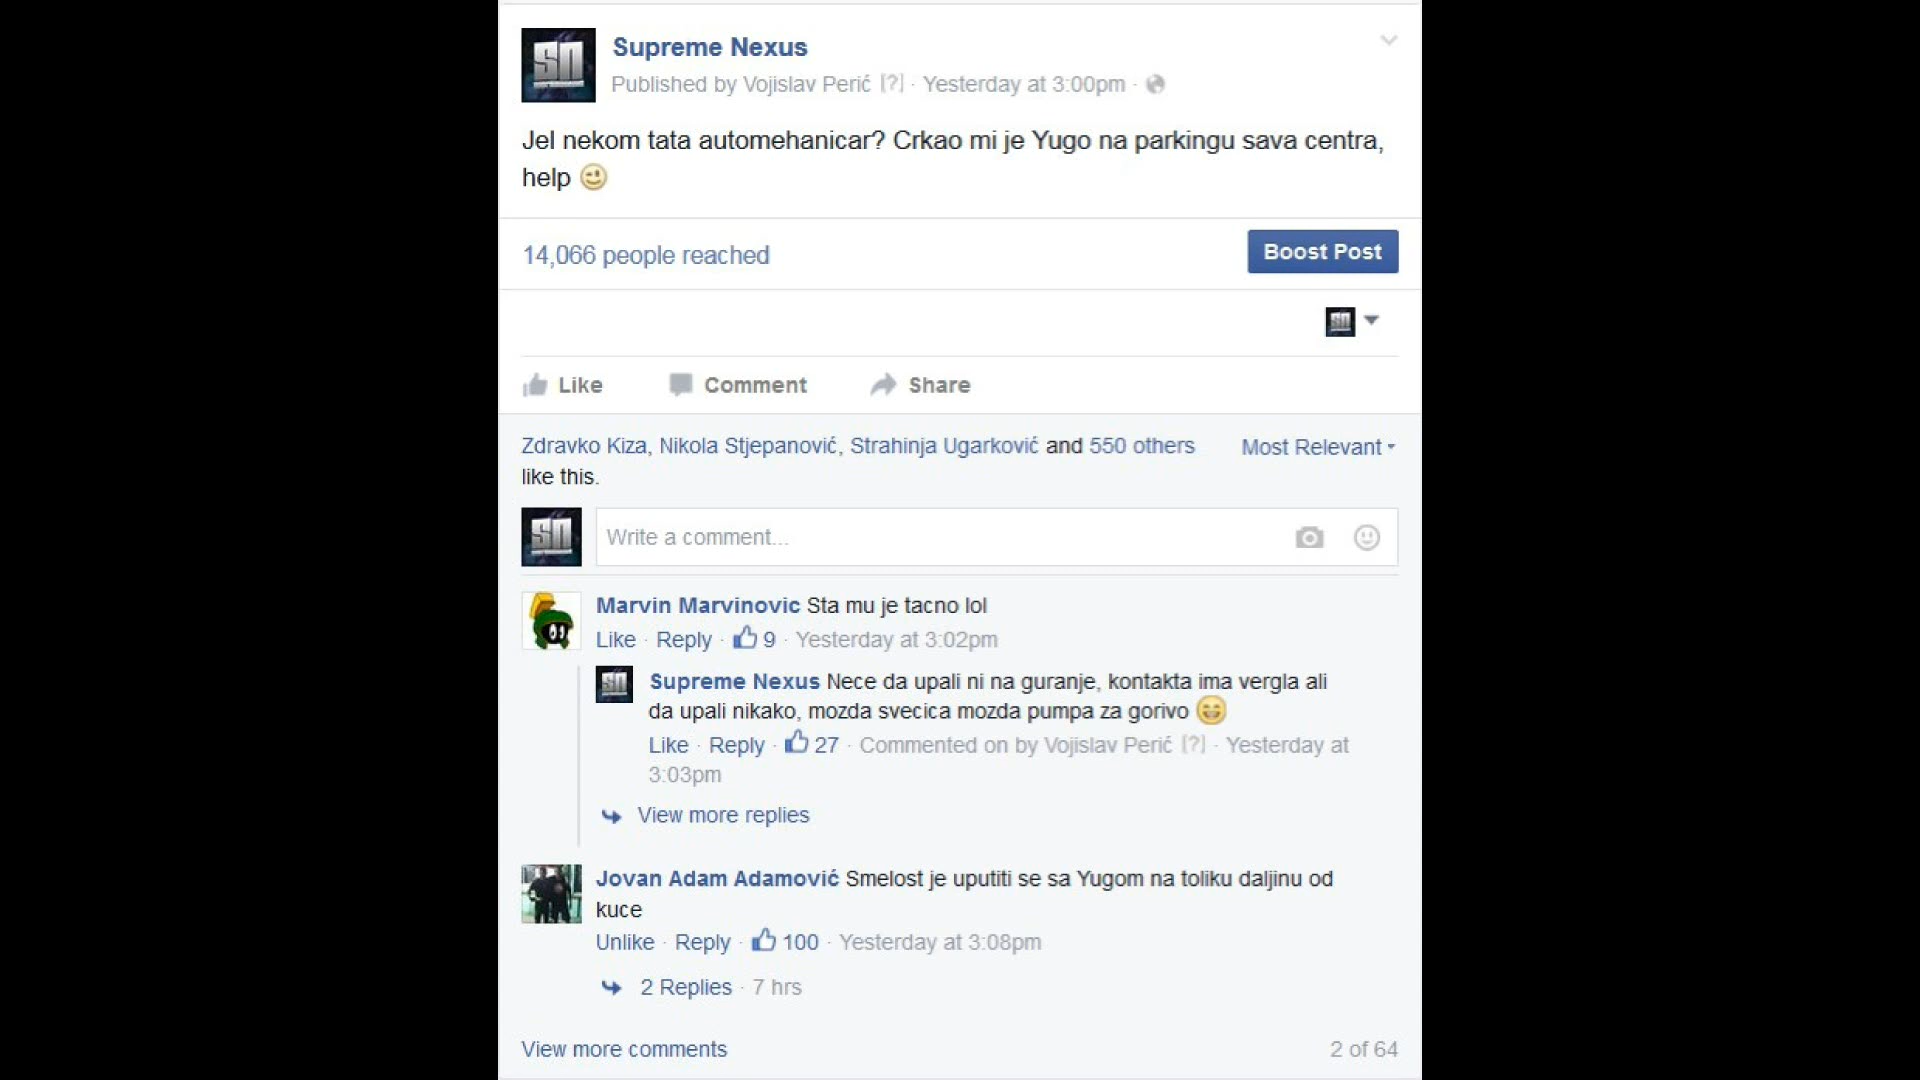 Supreme Nexus
Published by Vojislav Perić [?] · Yesterday at 3:00pm ·
Jel nekom tata automehanicar? Crkao mi je Yugo na parkingu sava centra,
help
14,066 people reached
Boost Post
Like Comment Share
Zdravko Kiza, Nikola Stjepanović, Strahinja Ugarković and 550 others
like this.
Most Relevant
Write a comment...
Marvin Marvinovic Sta mu je tacno lol
Like · Reply · 9 · Yesterday at 3:02pm
Supreme Nexus Nece da upali ni na guranje, kontakta ima vergla ali
da upali nikako, mozda svecica mozda pumpa za gorivo
Like · Reply · 27 · Commented on by Vojislav Perić [?] · Yesterday at
3:03pm
View more replies
Jovan Adam Adamović Smelost je uputiti se sa Yugom na toliku daljinu od
kuce
Unlike · Reply · 100 · Yesterday at 3:08pm
2 Replies · 7 hrs
View more comments
2 of 64